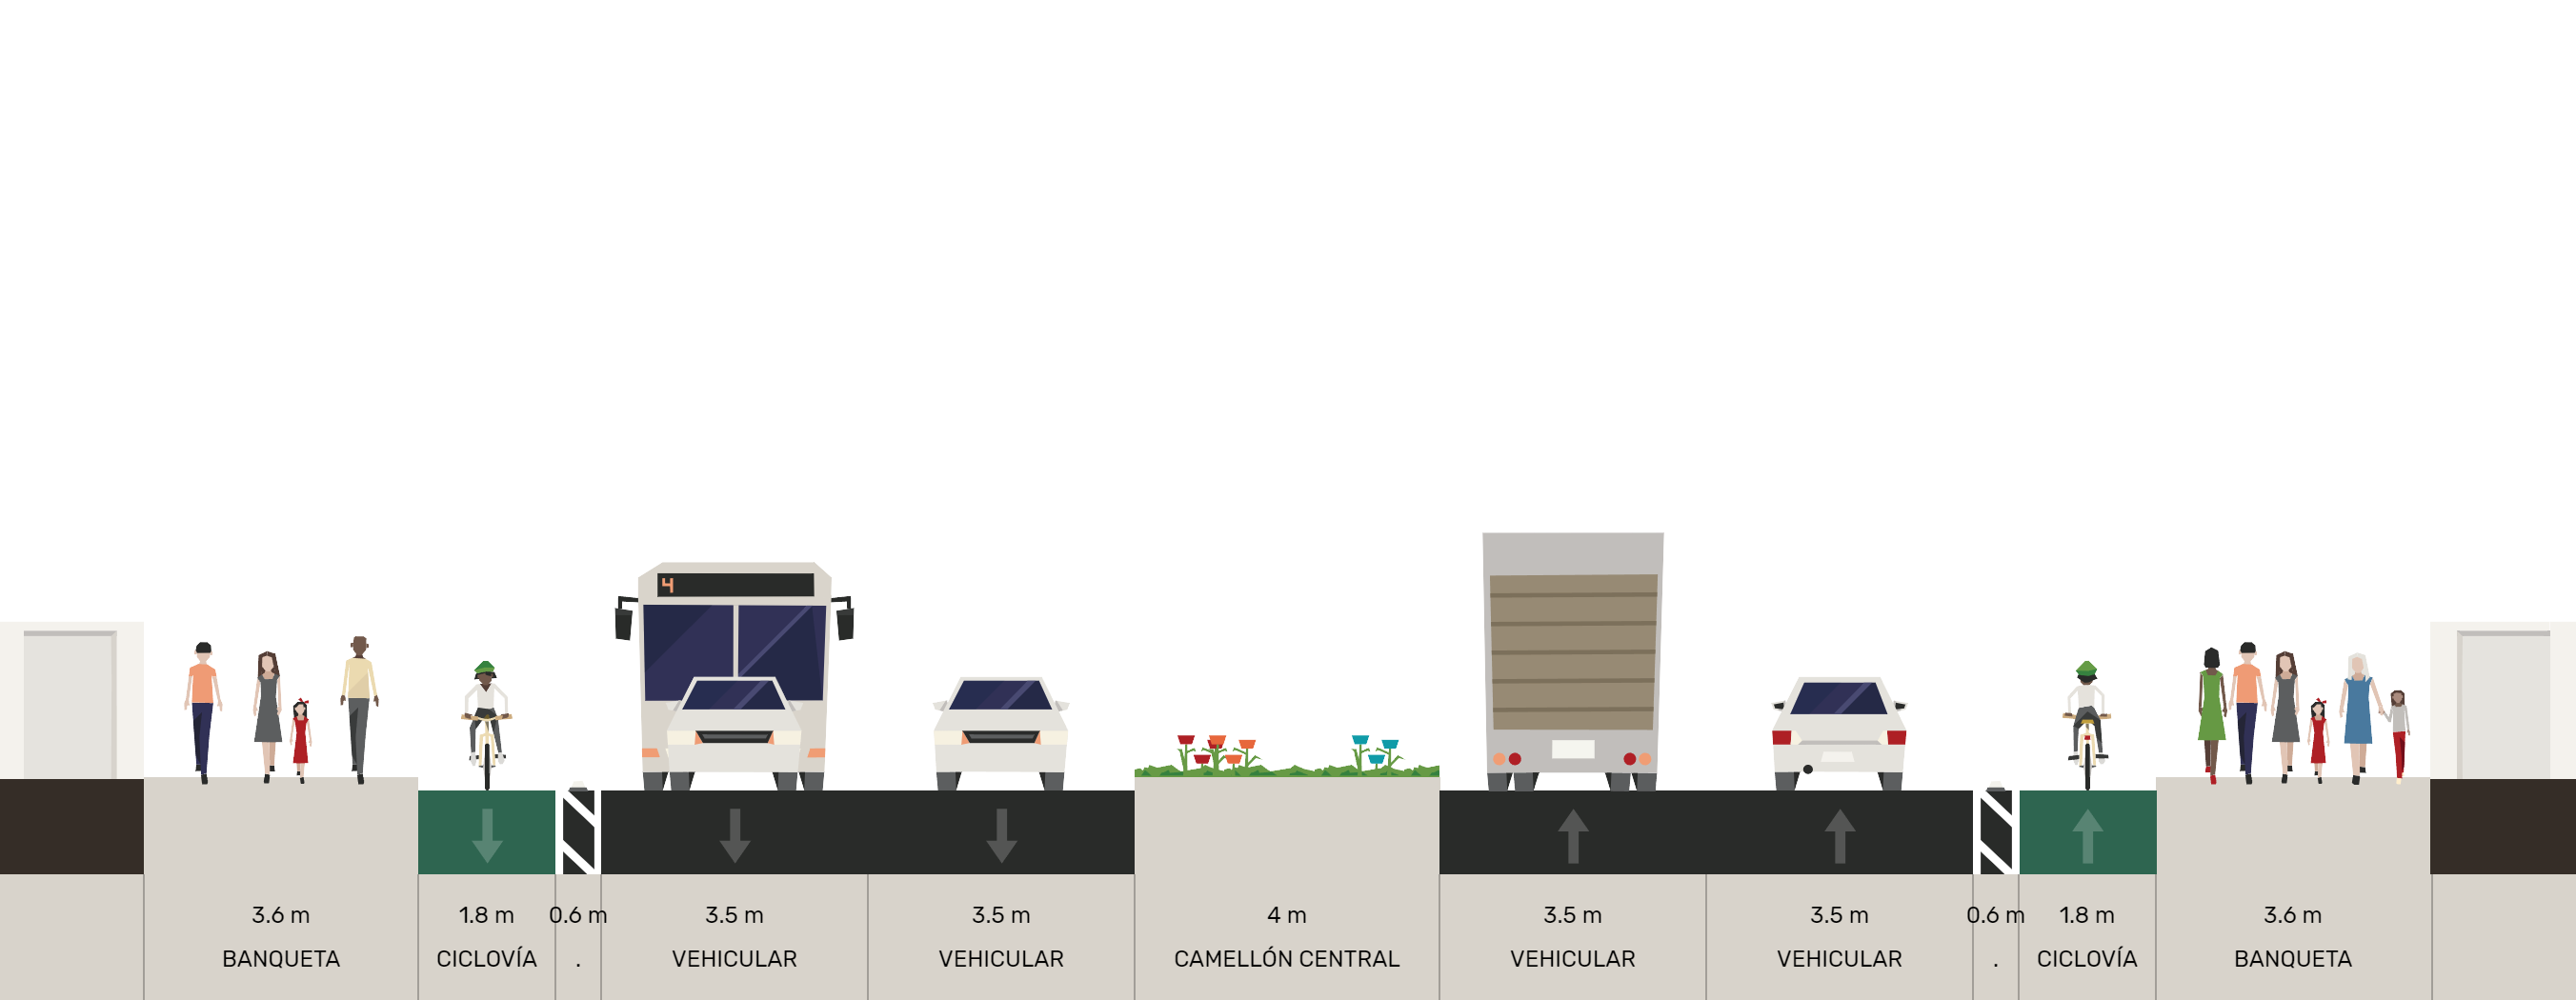 4
3.6 m 1.8 m 0.6 m 3.5 m 3.5 m 4 m 3.5 m 3.5 m 0.6 m 1.8 m 3.6 m
BANQUETA CICLOVÍA . VEHICULAR VEHICULAR CAMELLÓN CENTRAL VEHICULAR VEHICULAR . CICLOVÍA BANQUETA